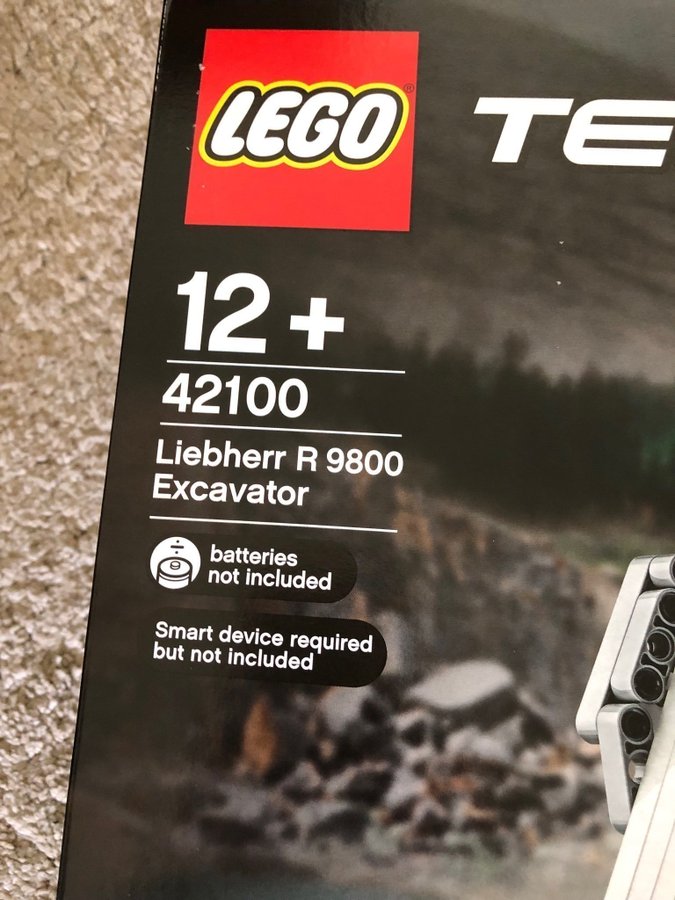 LEGO®
TE
12+
42100
Liebherr R 9800
Excavator
batteries
not included
Smart device required
but not included